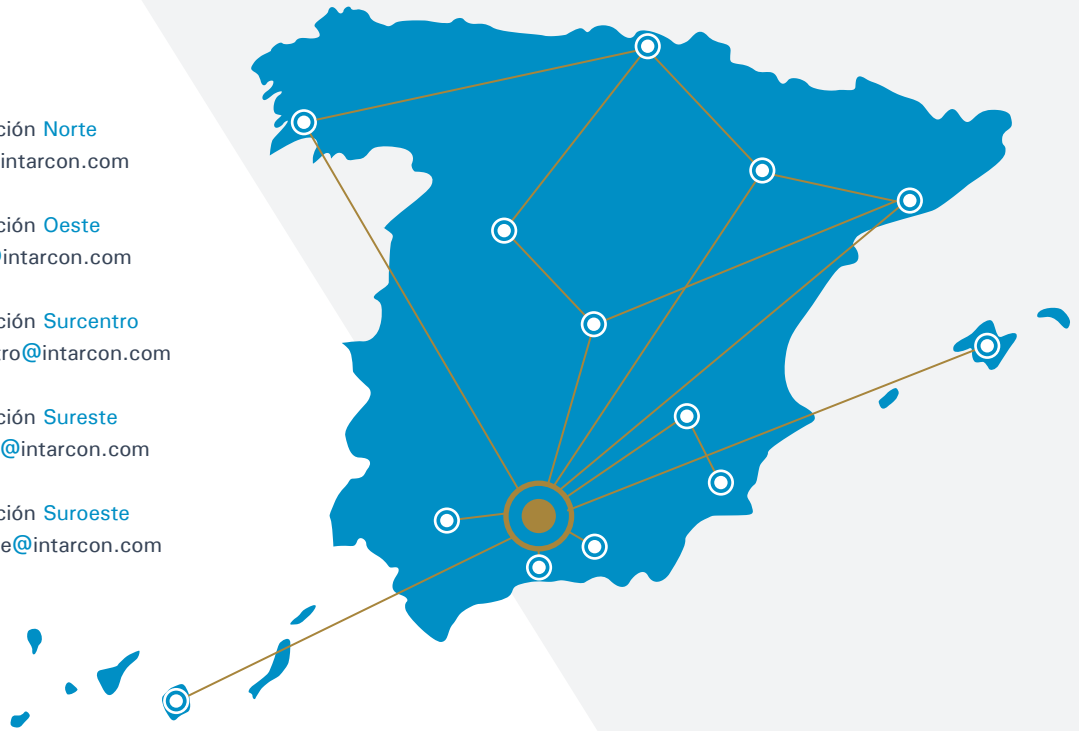 ción Norte
intarcon.com
ción Oeste
@intarcon.com
ción Surcentro
tro@intarcon.com
ción Sureste
@intarcon.com
ción Suroeste
e@intarcon.com